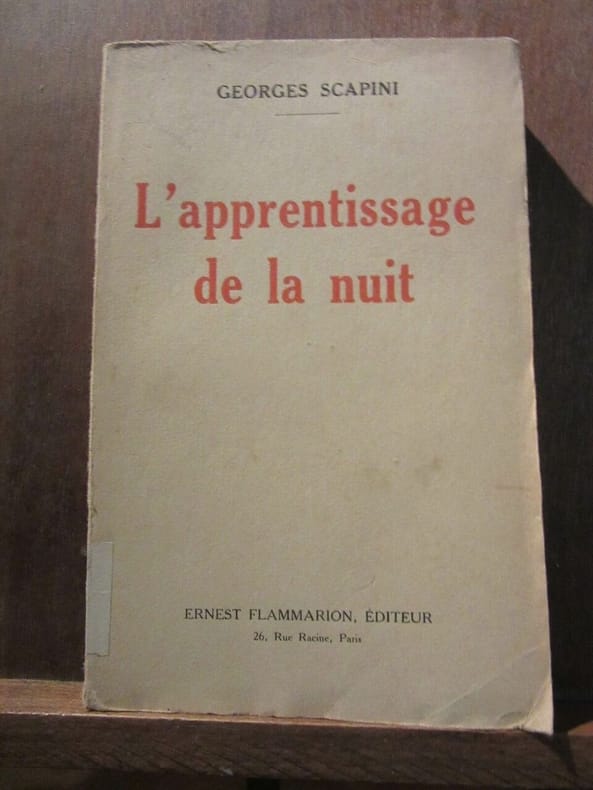 GEORGES SCAPINI
L'apprentissage
de la nuit
ERNEST FLAMMARION, ÉDITEUR
26, Rue Racine, Paris